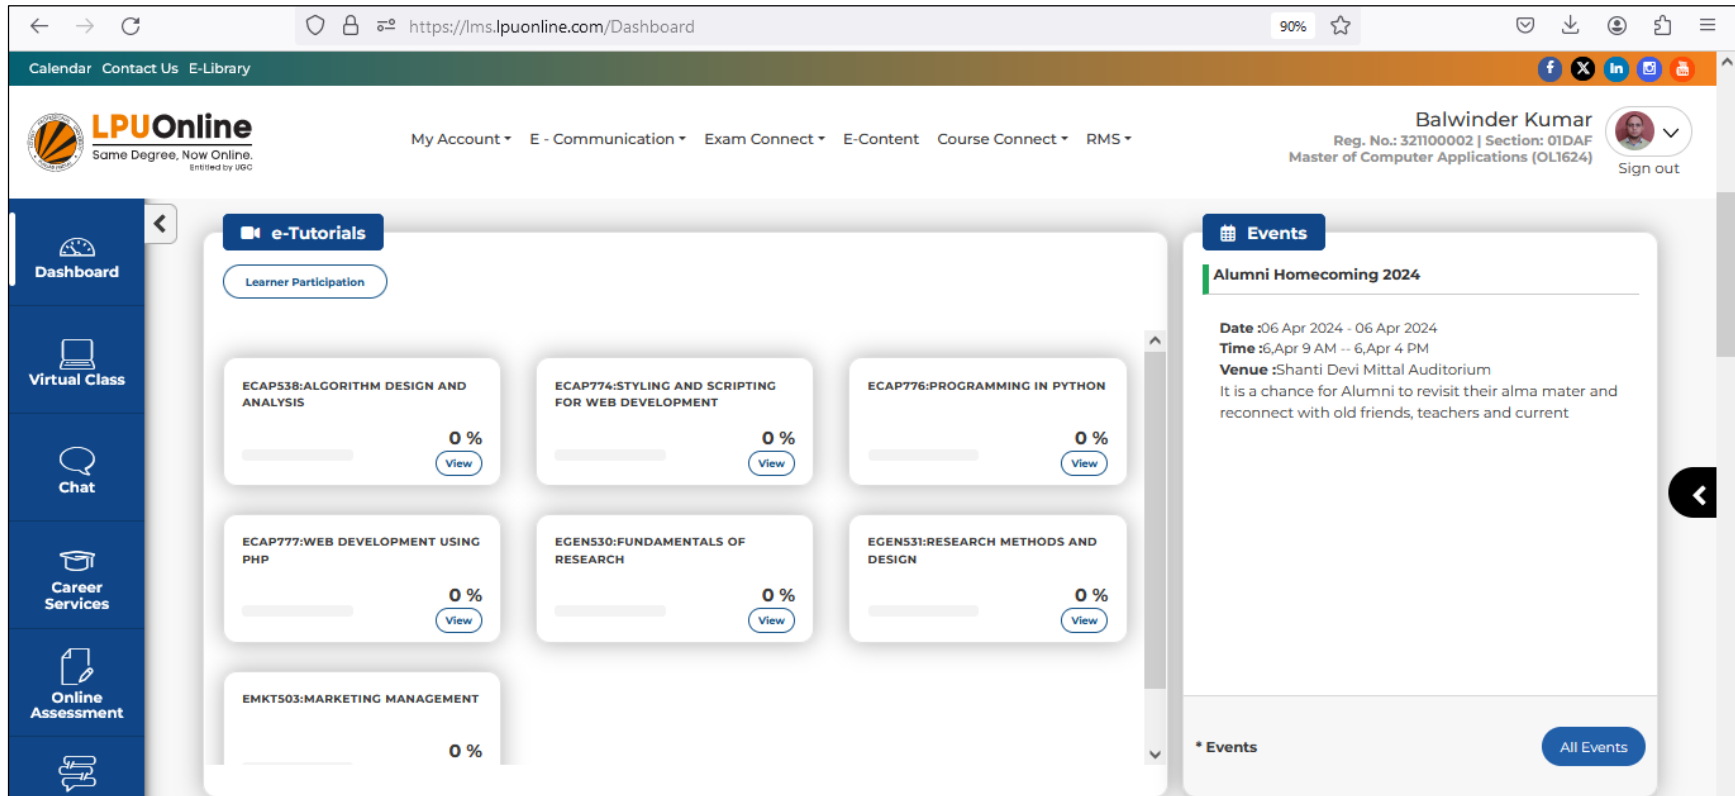 https://lms.lpuonline.com/Dashboard
90%
Calendar Contact Us E-Library
LPUOnline
Same Degree, Now Online.
Entitled by UGC
My Account E - Communication Exam Connect E-Content Course Connect RMS
Balwinder Kumar
Reg. No.: 321100002 | Section: 01DAF
Master of Computer Applications (OL1624)
Sign out
Dashboard
Virtual Class
Chat
Career
Services
Online
Assessment
e-Tutorials
Learner Participation
ECAP538:ALGORITHM DESIGN AND
ANALYSIS
0 %
View
ECAP774:STYLING AND SCRIPTING
FOR WEB DEVELOPMENT
0 %
View
ECAP776:PROGRAMMING IN PYTHON
0 %
View
ECAP777:WEB DEVELOPMENT USING
PHP
0 %
View
EGEN530:FUNDAMENTALS OF
RESEARCH
0 %
View
EGEN531:RESEARCH METHODS AND
DESIGN
0 %
View
EMKT503:MARKETING MANAGEMENT
0 %
Events
Alumni Homecoming 2024
Date :06 Apr 2024 - 06 Apr 2024
Time :6,Apr 9 AM -- 6,Apr 4 PM
Venue :Shanti Devi Mittal Auditorium
It is a chance for Alumni to revisit their alma mater and
reconnect with old friends, teachers and current
* Events
All Events